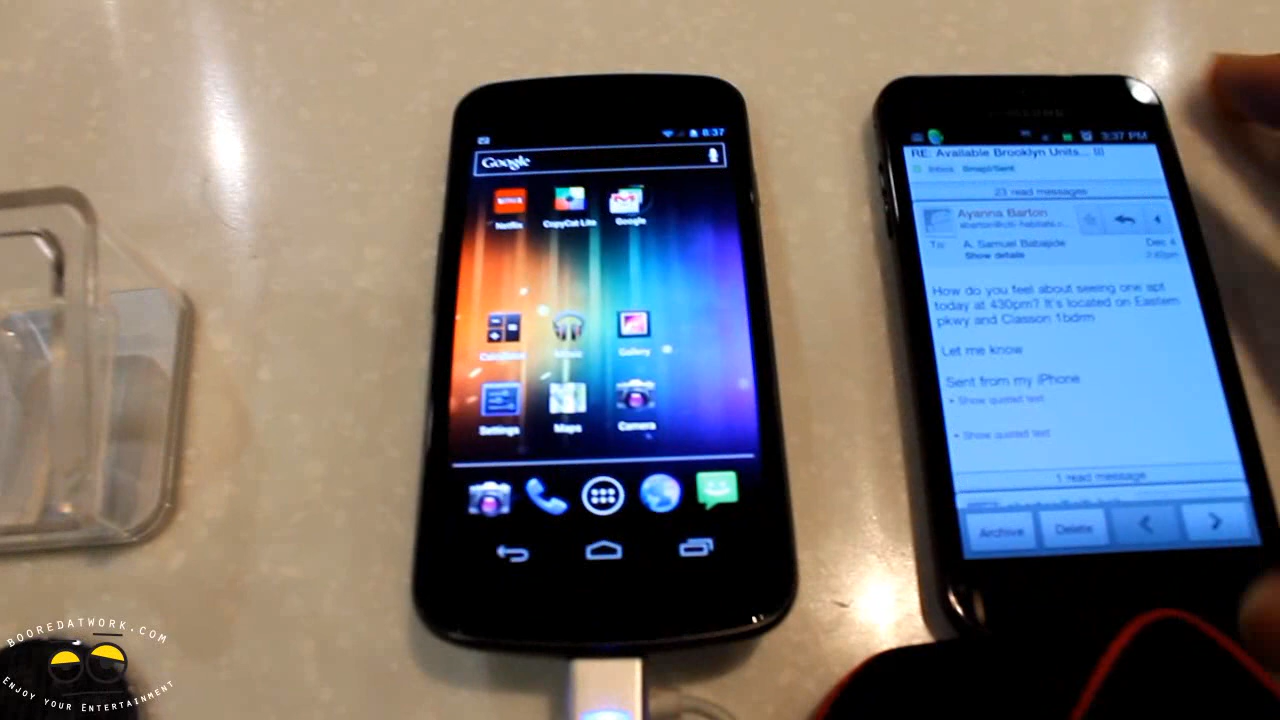 8:37
Google
Netflix
CopyCat Lite
Google
Calculator
Music
Gallery
Settings
Maps
Camera
SAMSUNG
3:37 PM
RE: Available Brooklyn Units... !!!
Inbox
23 read messages
Ayanna Barton
To: A. Samuel Babajide
Dec 4
Show details
How do you feel about seeing one apt
today at 430pm? It's located on Eastern
pkwy and Classon 1bdrm
Let me know
Sent from my iPhone
• Show quoted text
• Show quoted text
1 read message
Archive
Delete
BOOREDATWORK.COM
ENJOY YOUR ENTERTAINMENT